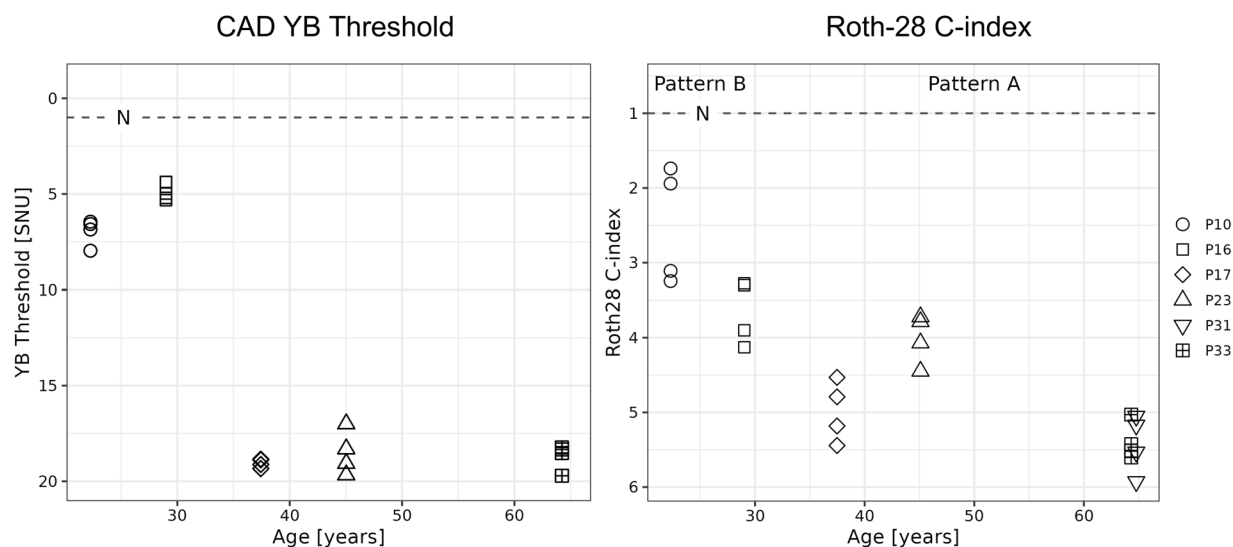 CAD YB Threshold
YB Threshold [SNU]
0
5
10
15
20
N
30
40
50
60
Age [years]
Roth-28 C-index
Roth28 C-index
Pattern B
Pattern A
1
2
3
4
5
6
N
30
40
50
60
Age [years]
P10
P16
P17
P23
P31
P33